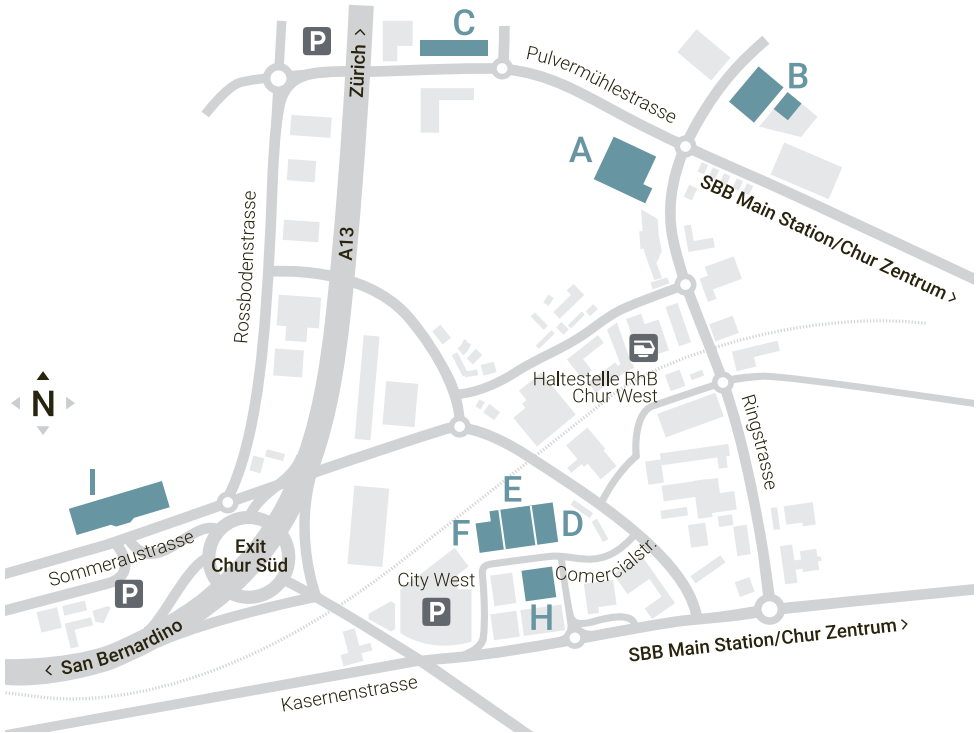 C
P
Zürich >
Pulvermühlestrasse
B
A
SBB Main Station/Chur Zentrum >
Rossbodenstrasse
A13
Haltestelle RhB
Chur West
N
Ringstrasse
I
E
F
D
Exit
Chur Süd
Sommeraustrasse
City West
Comercialstr.
P
P
H
< San Bernardino
SBB Main Station/Chur Zentrum >
Kasernenstrasse